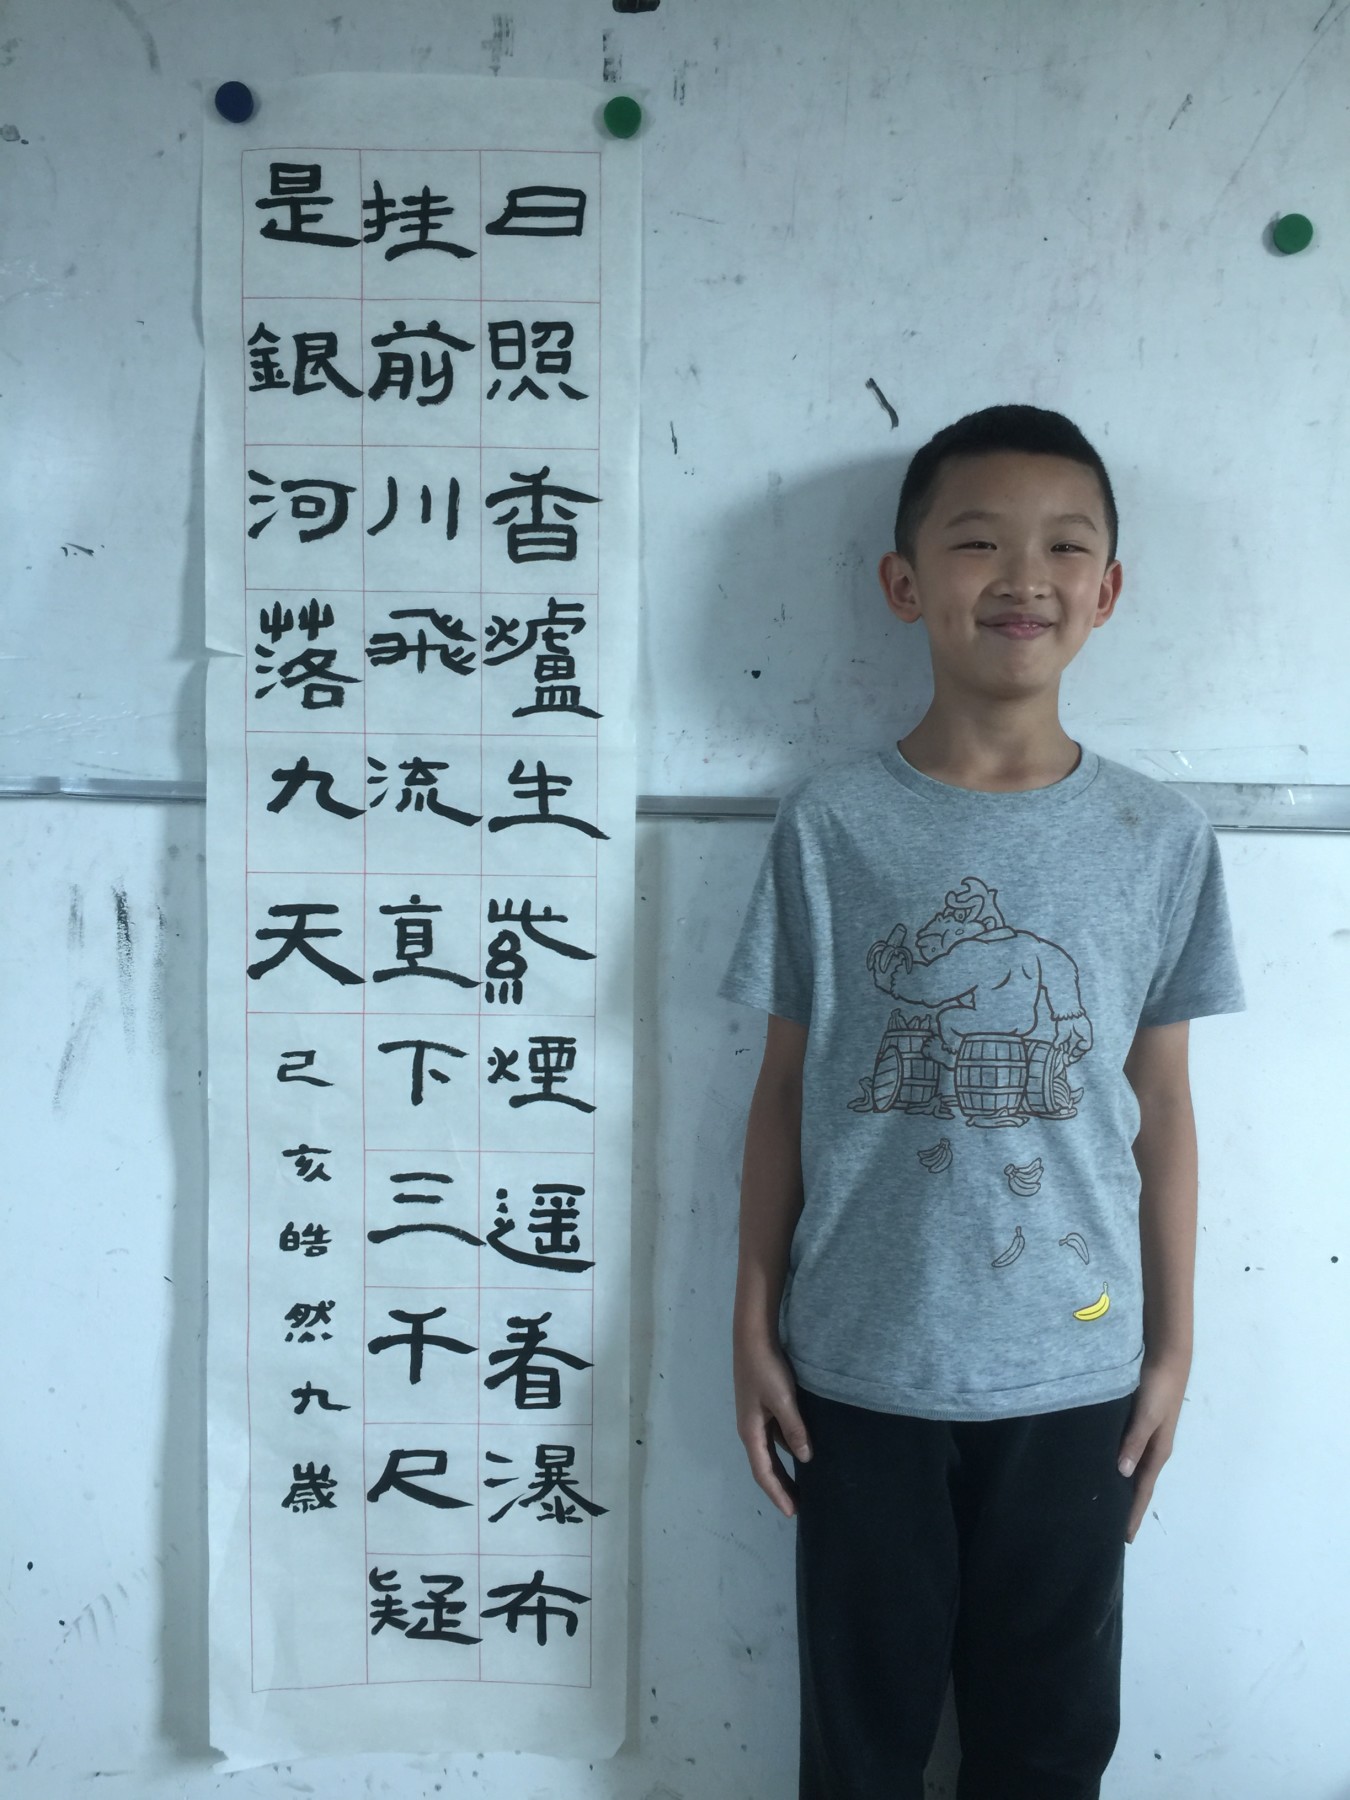 日照香爐生紫煙遥看瀑布
挂前川飛流直下三千尺疑
是銀河落九天
己亥皓然九歲